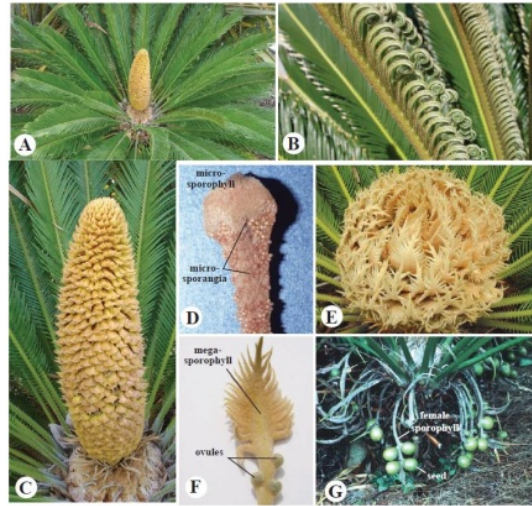 A
B
C
micro-
sporophyll
micro-
sporangia
D
E
mega-
sporophyll
ovules
F
female
sporophyll
seed
G